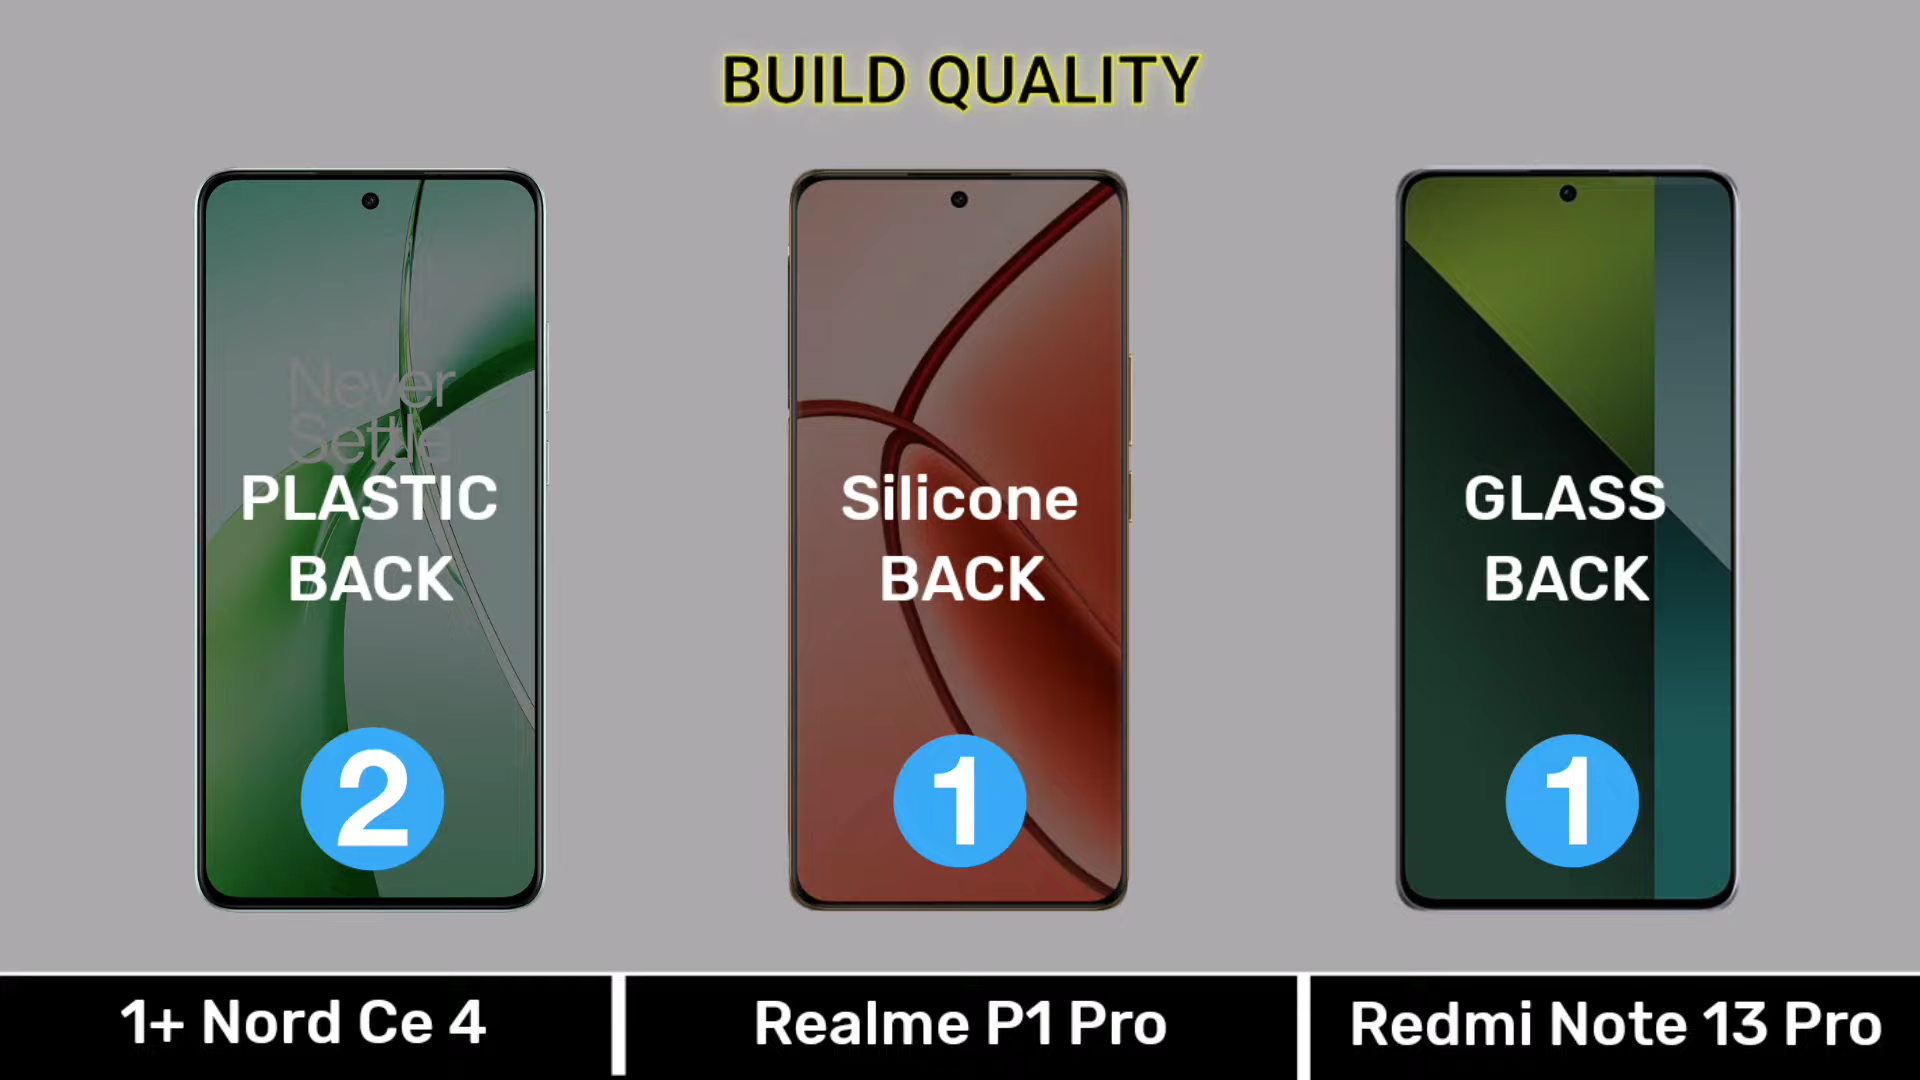 BUILD QUALITY
Never
Settle
PLASTIC
BACK
2
Silicone
BACK
1
GLASS
BACK
1
1+ Nord Ce 4
Realme P1 Pro
Redmi Note 13 Pro